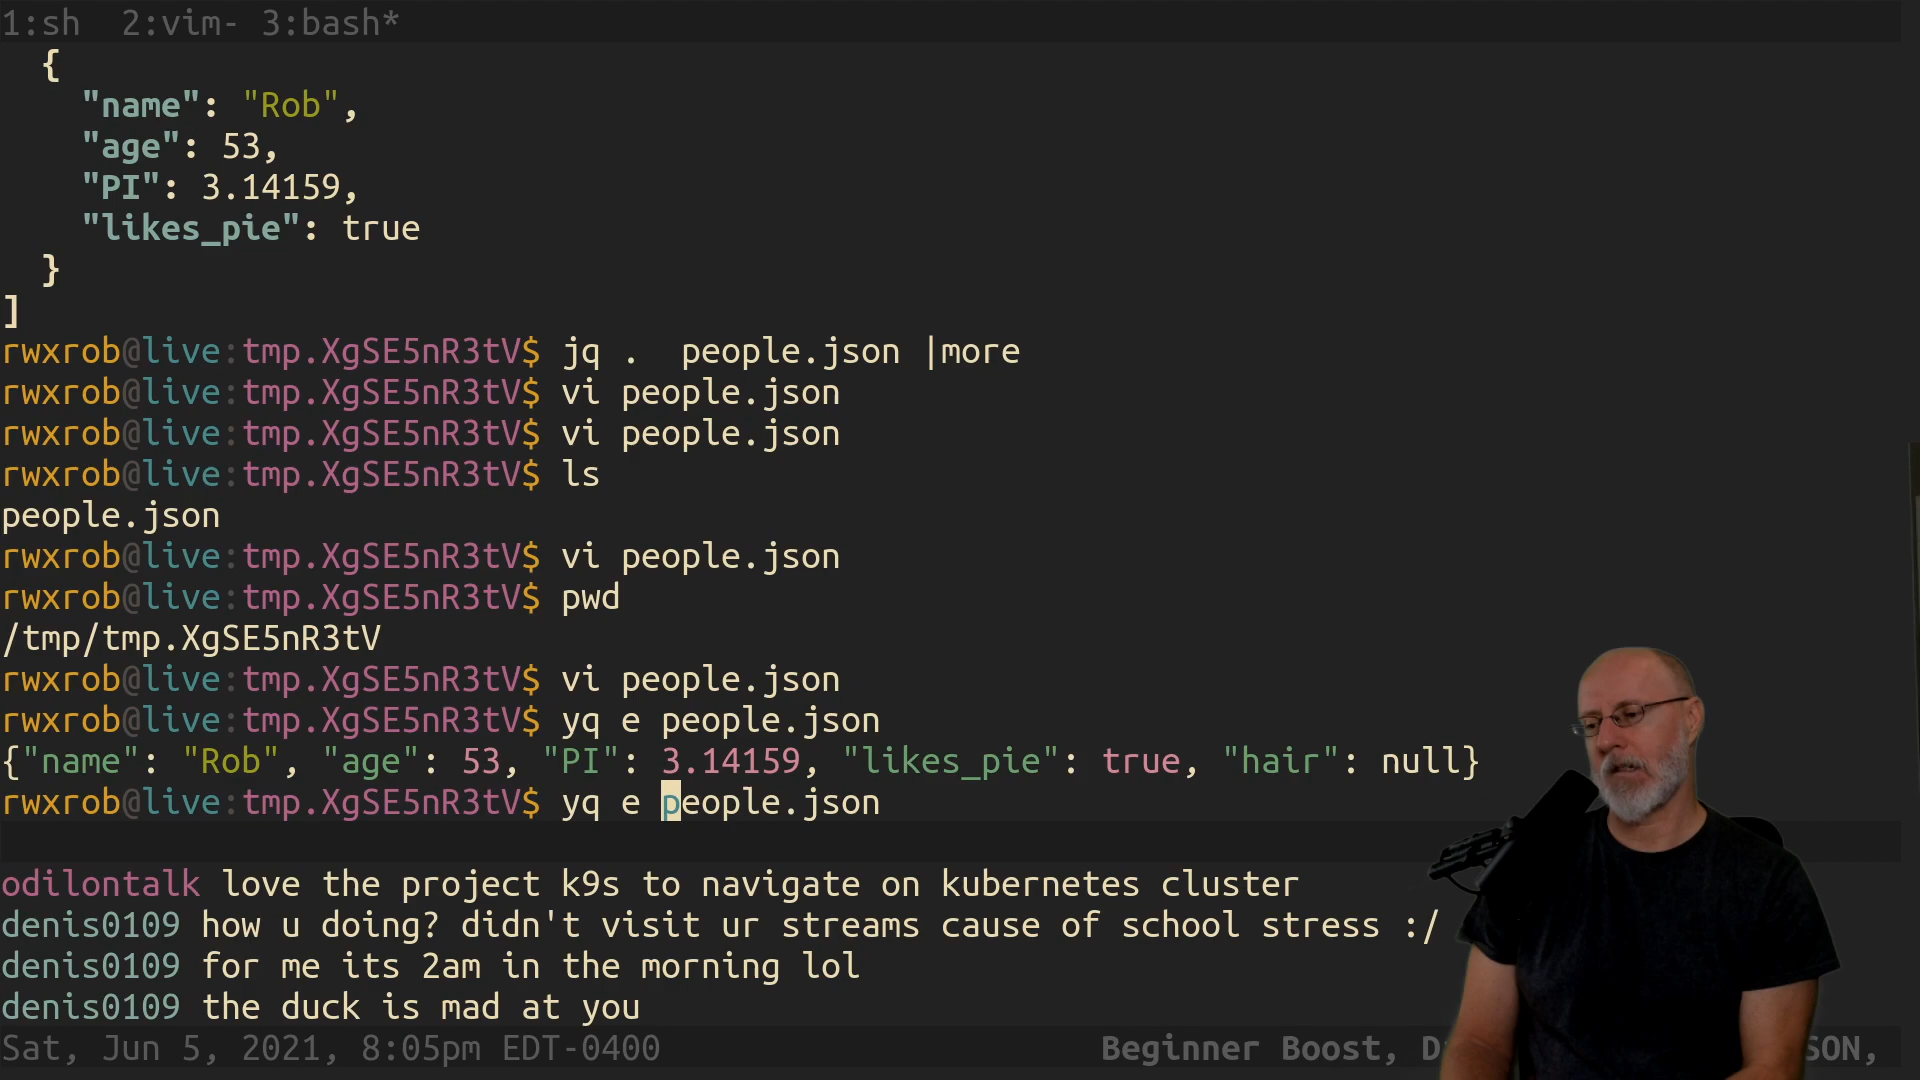 1:sh  2:vim- 3:bash*
  {
    "name": "Rob",
    "age": 53,
    "PI": 3.14159,
    "likes_pie": true
  }
]
rwxrob@live:tmp.XgSE5nR3tV$ jq .  people.json |more
rwxrob@live:tmp.XgSE5nR3tV$ vi people.json
rwxrob@live:tmp.XgSE5nR3tV$ vi people.json
rwxrob@live:tmp.XgSE5nR3tV$ ls
people.json
rwxrob@live:tmp.XgSE5nR3tV$ vi people.json
rwxrob@live:tmp.XgSE5nR3tV$ pwd
/tmp/tmp.XgSE5nR3tV
rwxrob@live:tmp.XgSE5nR3tV$ vi people.json
rwxrob@live:tmp.XgSE5nR3tV$ yq e people.json
{"name": "Rob", "age": 53, "PI": 3.14159, "likes_pie": true, "hair": null}
rwxrob@live:tmp.XgSE5nR3tV$ yq e people.json
odilontalk love the project k9s to navigate on kubernetes cluster
denis0109 how u doing? didn't visit ur streams cause of school stress :/
denis0109 for me its 2am in the morning lol
denis0109 the duck is mad at you
Sat, Jun 5, 2021, 8:05pm EDT-0400 Beginner Boost,